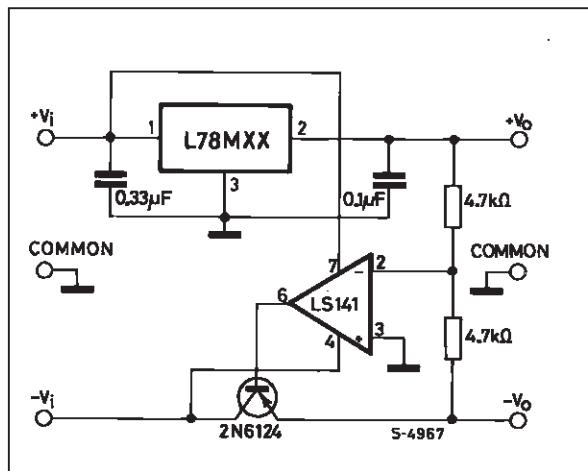 +Vi
+Vo
1
L78MXX
2
3
0.33µF
0.1µF
4.7kΩ
COMMON
COMMON
7
−
2
6
LS141
4
+
3
4.7kΩ
−Vi
−Vo
2N6124
S-4967